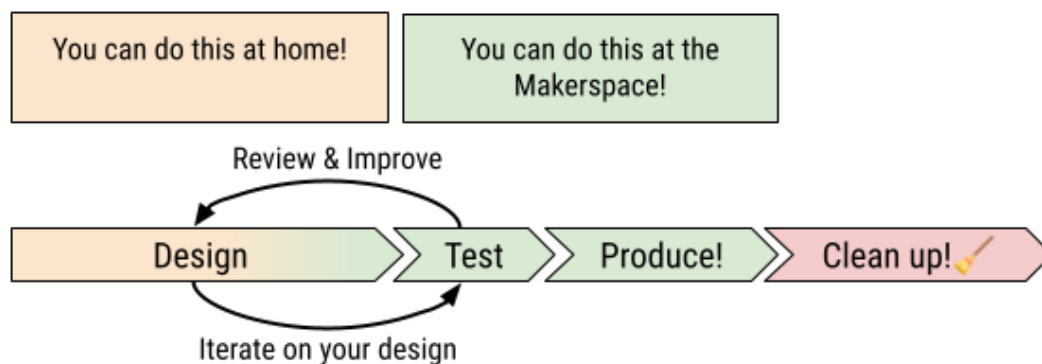 You can do this at home!
You can do this at the
Makerspace!
Review & Improve
Design
Test
Produce!
Clean up!🧹
Iterate on your design